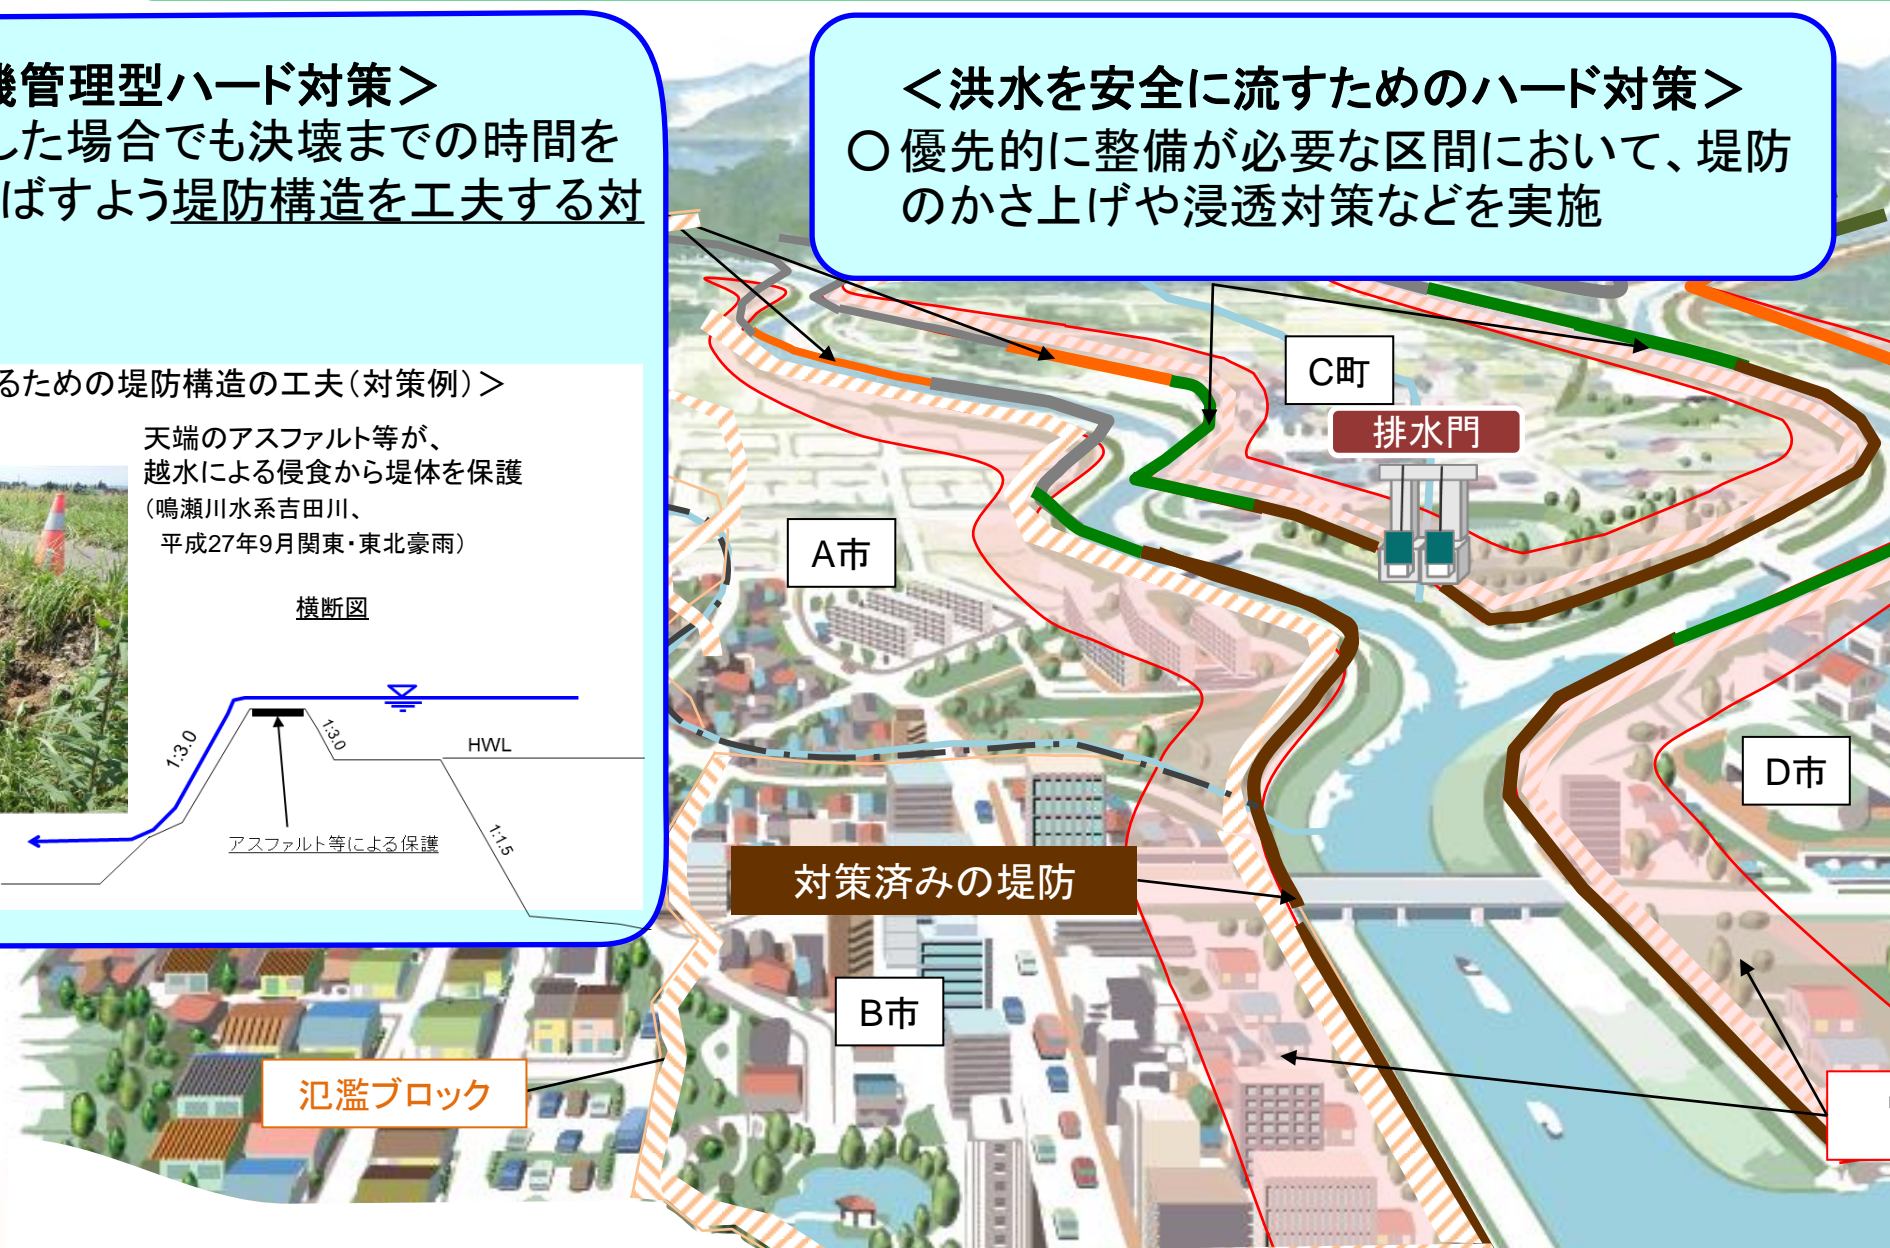 機管理型ハード対策＞
した場合でも決壊までの時間を
ばすよう堤防構造を工夫する対
るための堤防構造の工夫（対策例）＞
天端のアスファルト等が、
越水による侵食から堤体を保護
（鳴瀬川水系吉田川、
平成27年9月関東・東北豪雨）
横断図
1:3.0
1:3.0
HWL
1:1.5
アスファルト等による保護
＜洪水を安全に流すためのハード対策＞
○優先的に整備が必要な区間において、堤防
のかさ上げや浸透対策などを実施
C町
排水門
A市
D市
対策済みの堤防
B市
氾濫ブロック